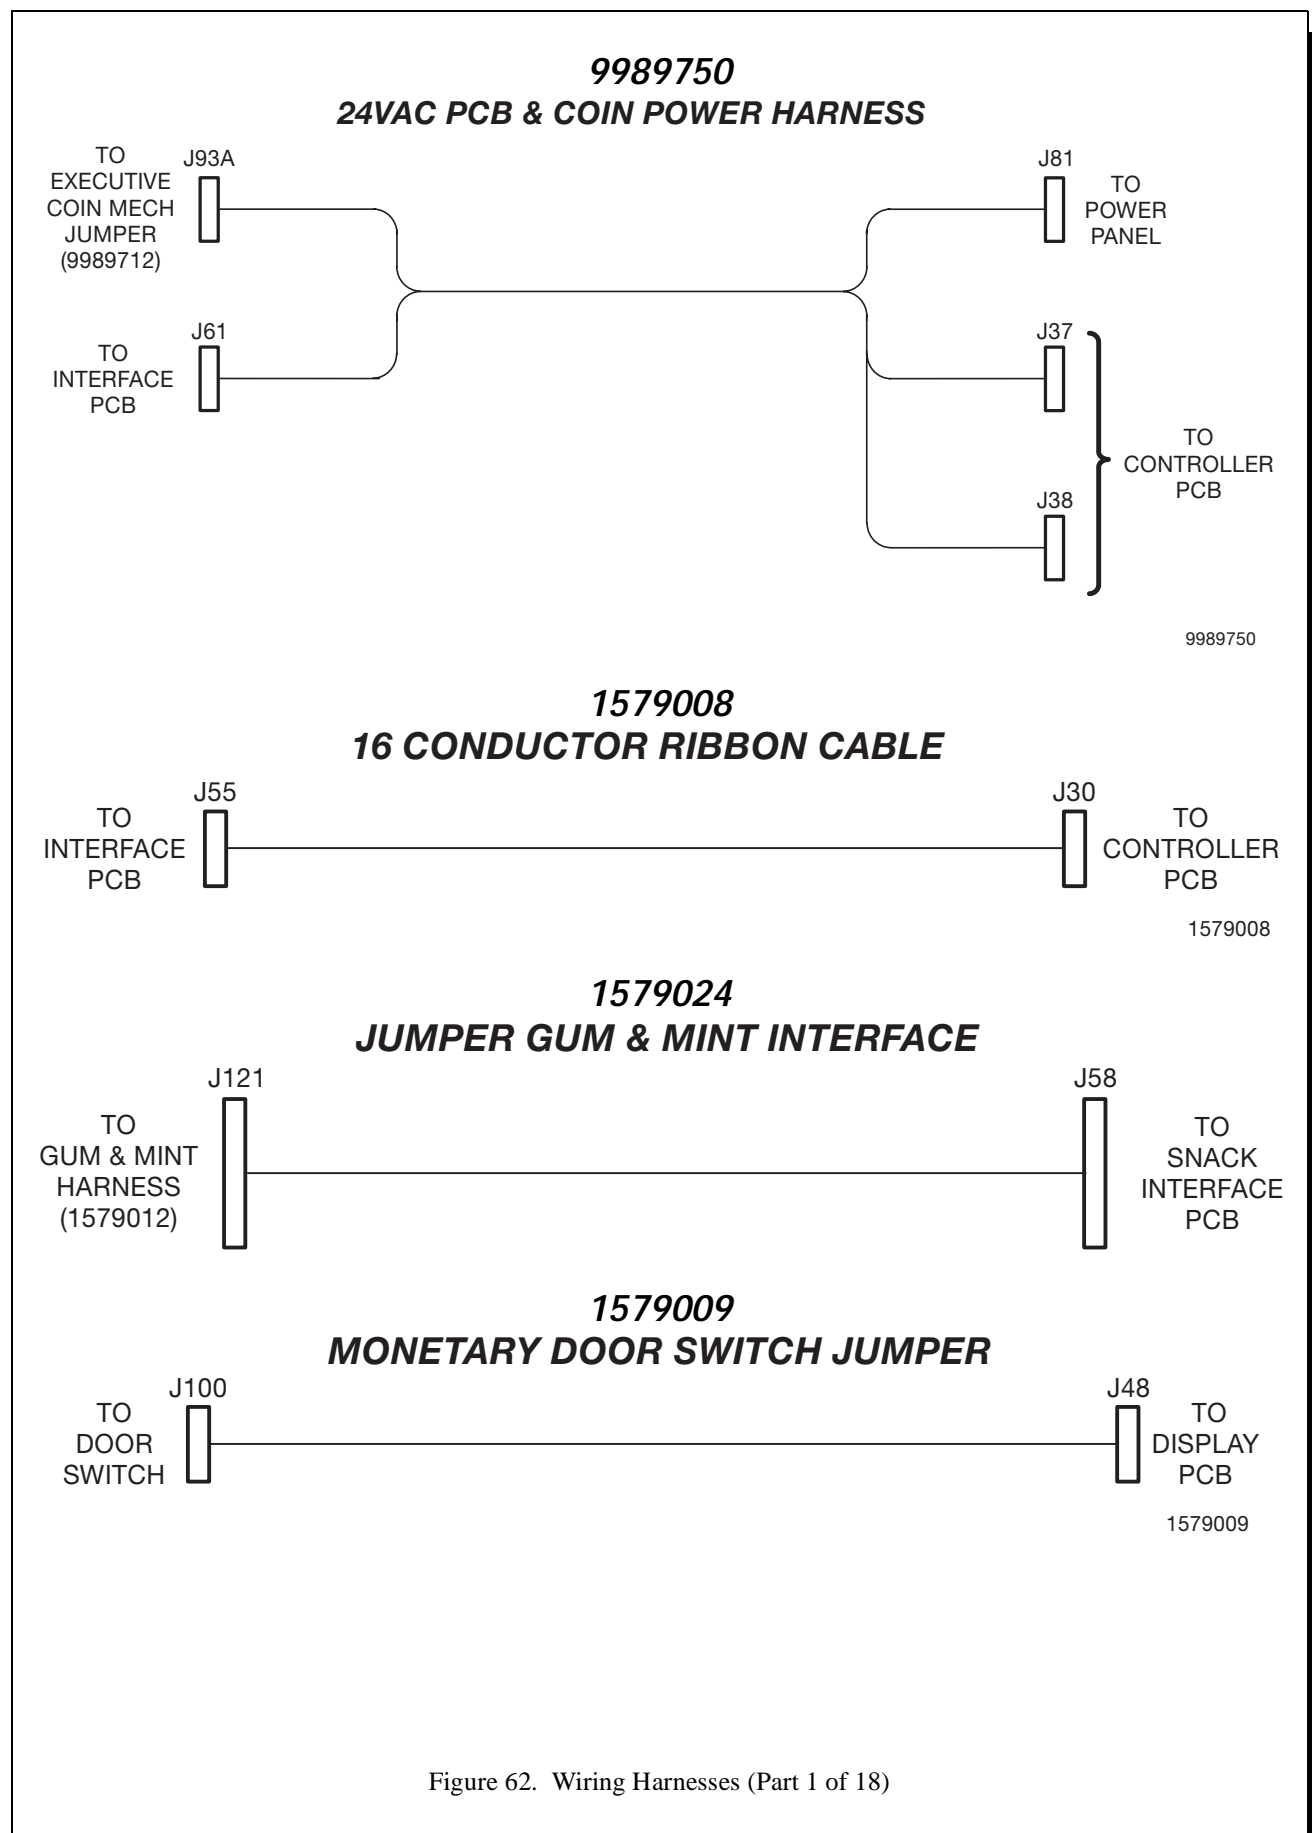 9989750
24VAC PCB & COIN POWER HARNESS
TO
EXECUTIVE
COIN MECH
JUMPER
(9989712)
J93A
J81
TO
POWER
PANEL
TO
INTERFACE
PCB
J61
J37
J38
TO
CONTROLLER
PCB
9989750
1579008
16 CONDUCTOR RIBBON CABLE
TO
INTERFACE
PCB
J55
J30
TO
CONTROLLER
PCB
1579008
1579024
JUMPER GUM & MINT INTERFACE
TO
GUM & MINT
HARNESS
(1579012)
J121
J58
TO
SNACK
INTERFACE
PCB
1579009
MONETARY DOOR SWITCH JUMPER
TO
DOOR
SWITCH
J100
J48
TO
DISPLAY
PCB
1579009
Figure 62. Wiring Harnesses (Part 1 of 18)